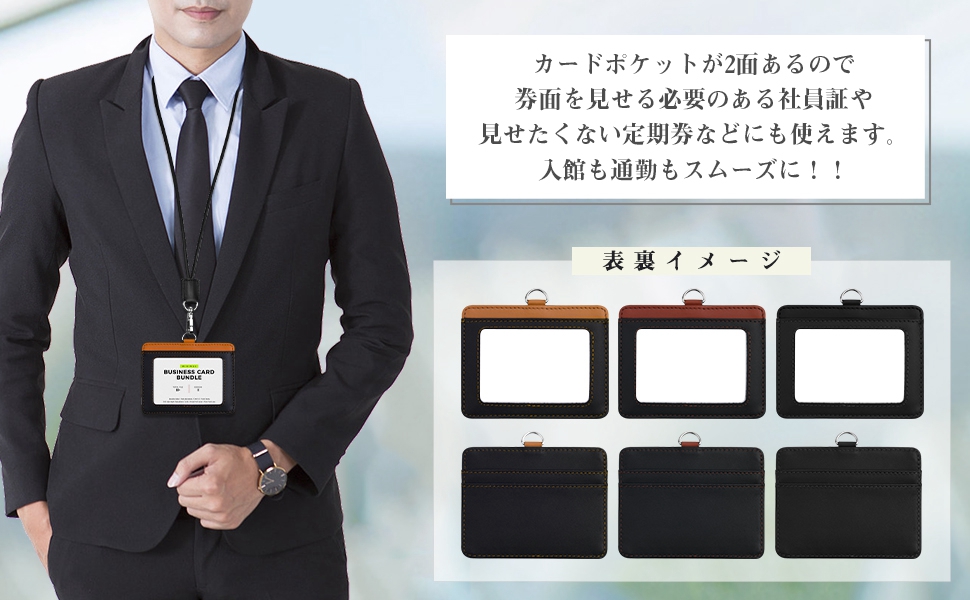 カードポケットが2面あるので
券面を見せる必要のある社員証や
見せたくない定期券などにも使えます。
入館も通勤もスムーズに！！
表裏イメージ
BUSINESS CARD
BUNDLE